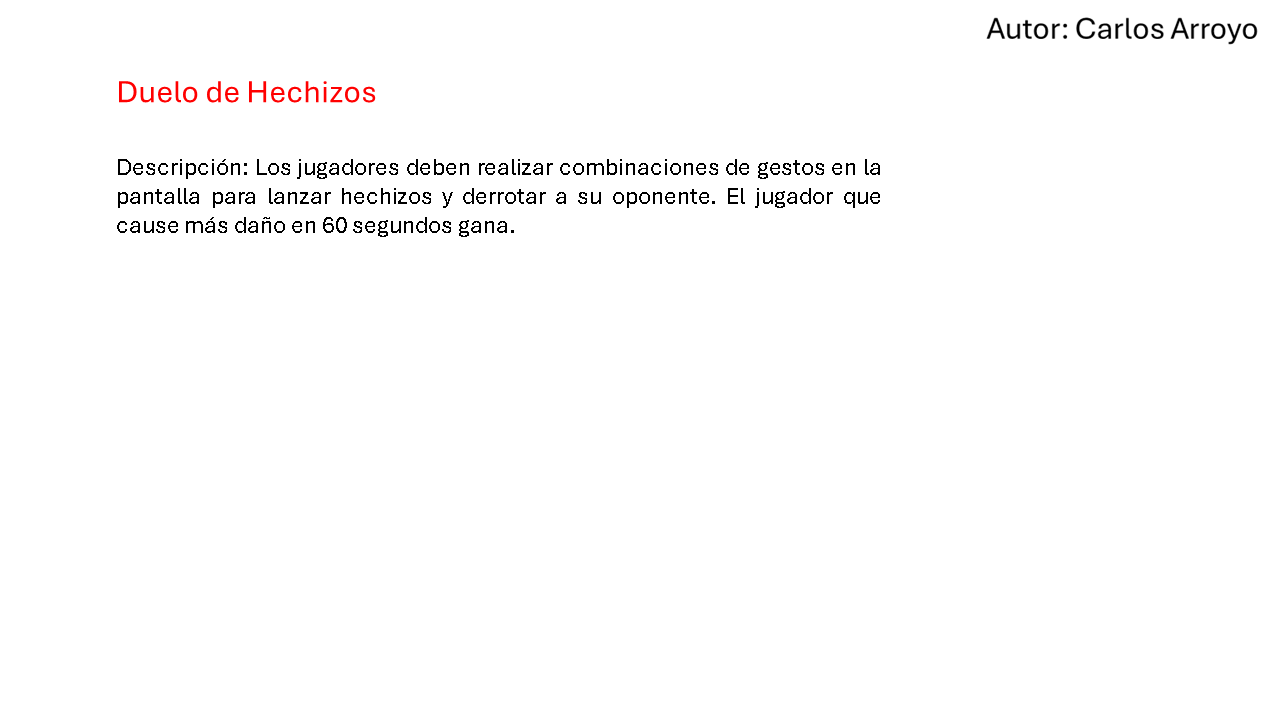 Autor: Carlos Arroyo
Duelo de Hechizos
Descripción: Los jugadores deben realizar combinaciones de gestos en la
pantalla para lanzar hechizos y derrotar a su oponente. El jugador que
cause más daño en 60 segundos gana.